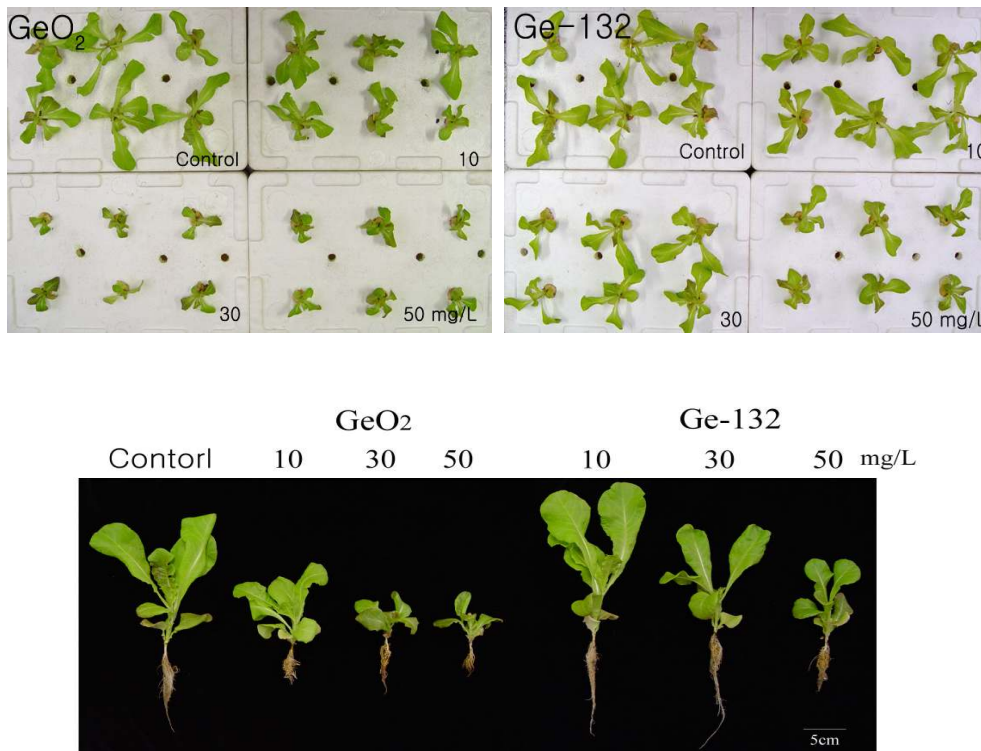 GeO2
Control
10
30
50 mg/L
Ge-132
Control
10
30
50 mg/L
GeO2 Ge-132
Contorl 10 30 50 10 30 50 mg/L
5cm